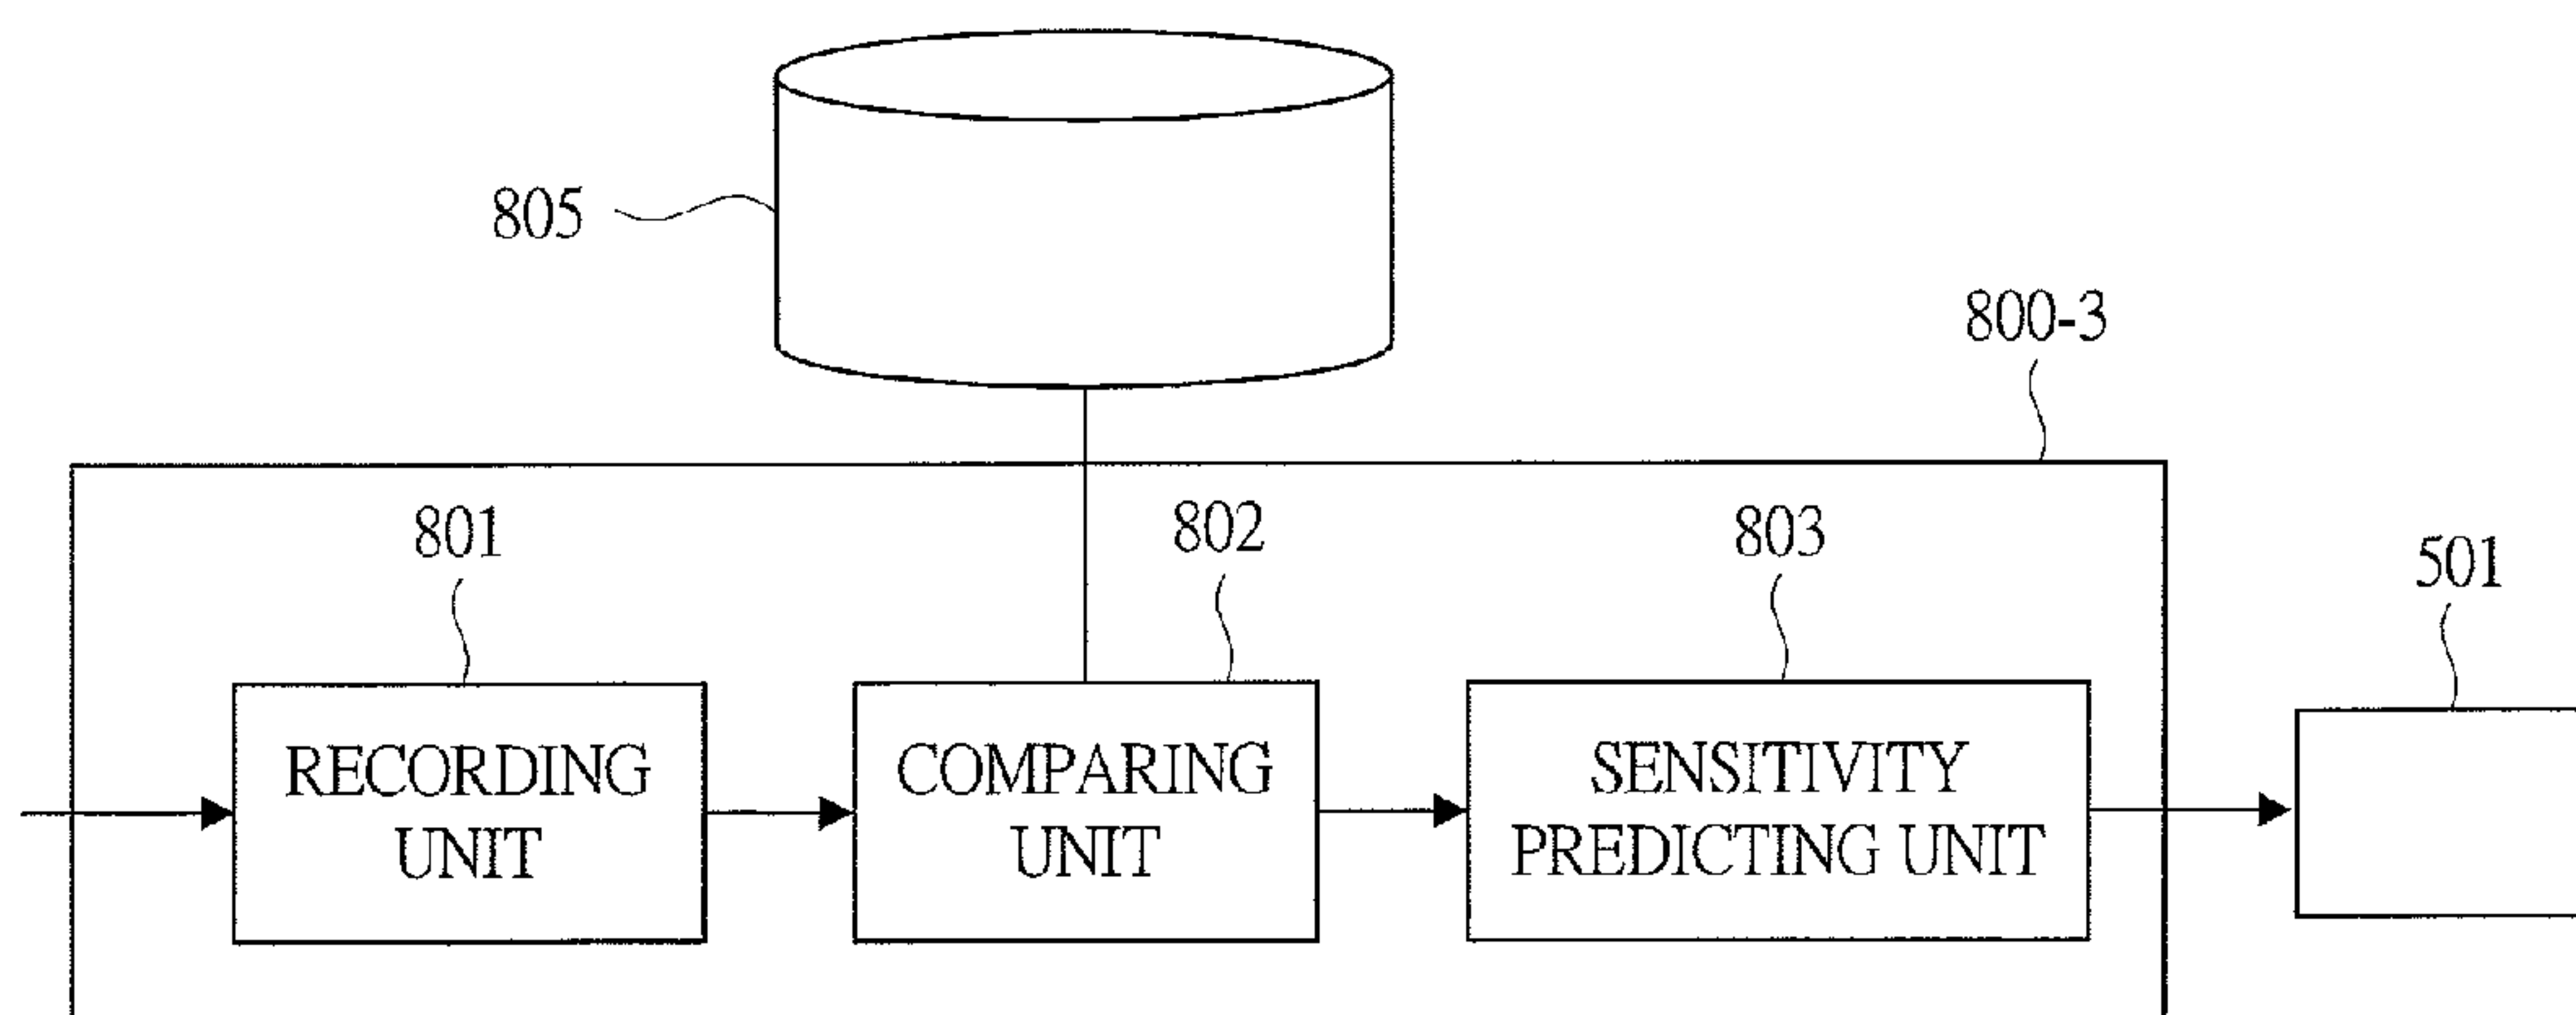 805
800-3
801
802
803
501
RECORDING
UNIT
COMPARING
UNIT
SENSITIVITY
PREDICTING UNIT